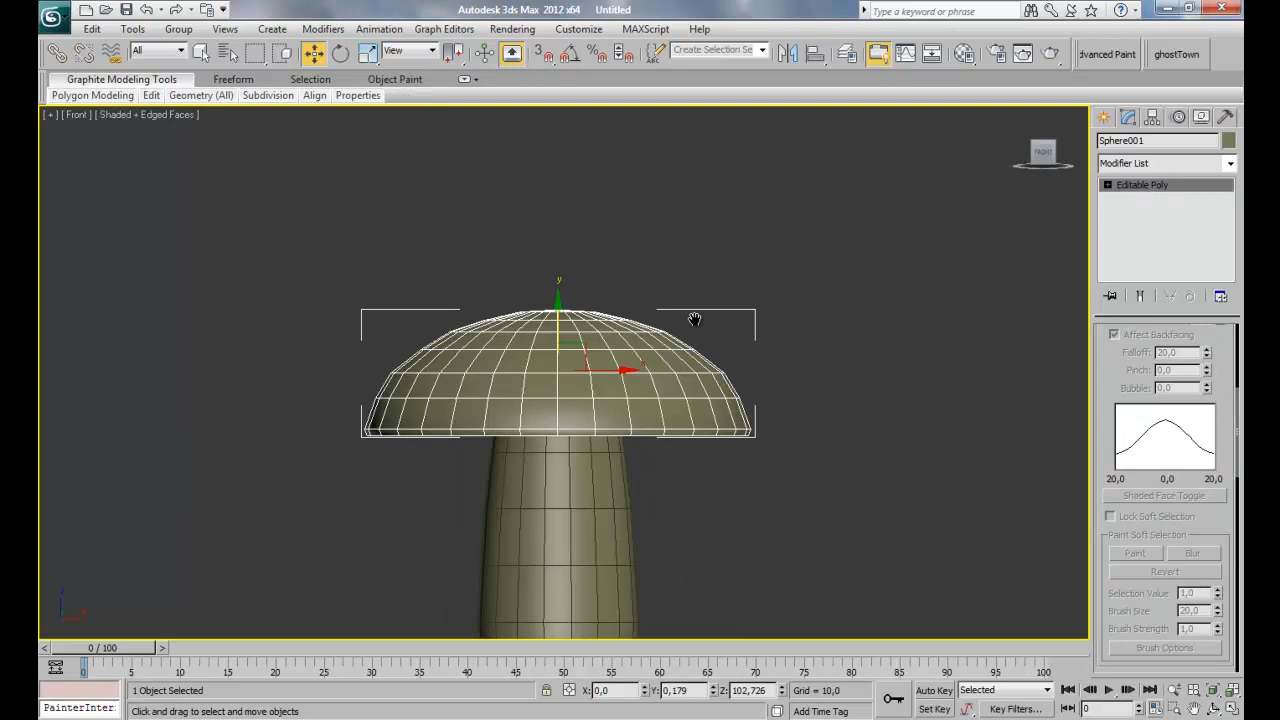 Autodesk 3ds Max 2012 x64 Untitled
Type a keyword or phrase
Edit Tools Group Views Create Modifiers Animation Graph Editors Rendering Customize MAXScript Help
All View Create Selection Se dvanced Paint ghostTown
Graphite Modeling Tools Freeform Selection Object Paint
Polygon Modeling Edit Geometry (All) Subdivision Align Properties
[ + ] [ Front ] [ Shaded + Edged Faces ]
FRONT
Sphere001
Modifier List
Editable Poly
y
x
Affect Backfacing
Falloff: 20,0
Pinch: 0,0
Bubble: 0,0
20,0 0,0 20,0
Shaded Face Toggle
Lock Soft Selection
Paint Soft Selection
Paint Blur
Revert
Selection Value 1,0
Brush Size 20,0
Brush Strength 1,0
Brush Options
z
x
< 0 / 100 >
0 5 10 15 20 25 30 35 40 45 50 55 60 65 70 75 80 85 90 95 100
1 Object Selected X: 0,0 Y: 0,179 Z: 102,726 Grid = 10,0 Auto Key Selected
PainterInter: Click and drag to select and move objects Add Time Tag Set Key Key Filters... 0